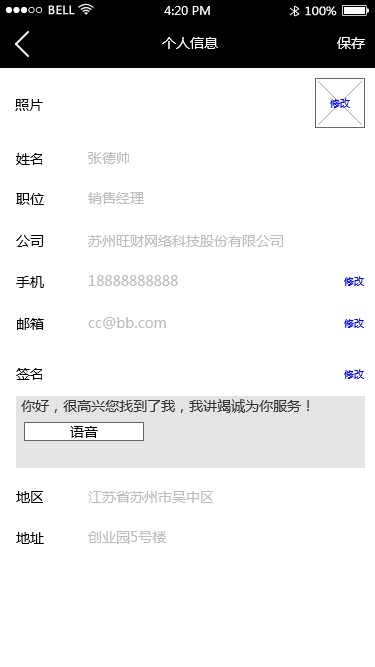 BELL 4:20 PM 100%
个人信息 保存
照片 修改
姓名 张德帅
职位 销售经理
公司 苏州旺财网络科技股份有限公司
手机 18888888888 修改
邮箱 cc@bb.com 修改
签名 修改
你好，很高兴您找到了我，我讲竭诚为你服务！
语音
地区 江苏省苏州市吴中区
地址 创业园5号楼